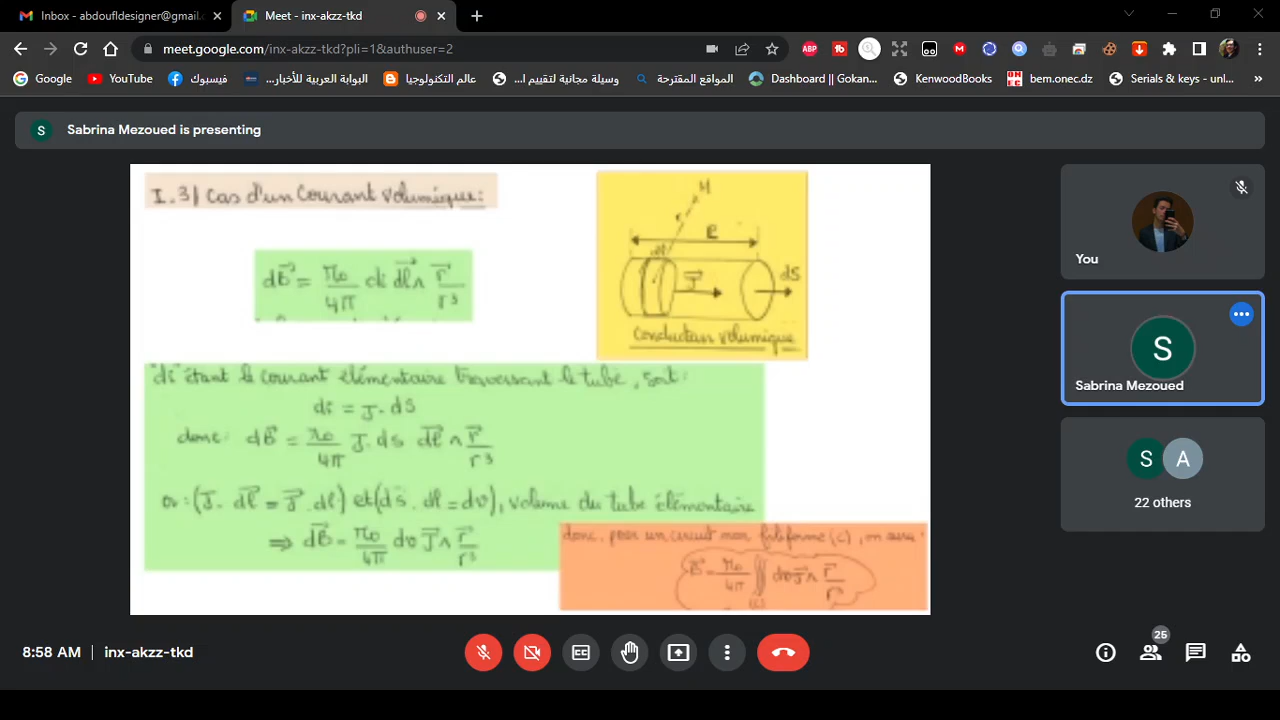 Inbox - abdoufldesigner@gmail.
Meet - inx-akzz-tkd
meet.google.com/inx-akzz-tkd?pli=1&authuser=2
ABP
Google
YouTube
فيسبوك
البوابة العربية للأخبار...
عالم التكنولوجيا
وسيلة مجانية لتقييم ا...
المواقع المقترحة
Dashboard || Gokan...
KenwoodBooks
bem.onec.dz
Serials & keys - unl...
S
Sabrina Mezoued is presenting
I.3/ Cas d'un Courant Volumique:
dB⃗ = μ0/4π di dl⃗ ∧ r⃗/r³
M
r
l
dl
J⃗
dS
Conducteur volumique
"di" étant le courant élémentaire traversant le tube, soit:
di = J. dS
donc: dB⃗ = μ0/4π J. dS dl⃗ ∧ r⃗/r³
or: (J. dl⃗ = J⃗. dl) et (dS. dl = dv), volume du tube élémentaire
⇒ dB⃗ = μ0/4π dv J⃗ ∧ r⃗/r³
donc, pour un circuit non filiforme (C), on aura:
B⃗ = μ0/4π ∭ dv J⃗ ∧ r⃗/r³
(C)
You
S
Sabrina Mezoued
S A
22 others
8:58 AM | inx-akzz-tkd
25